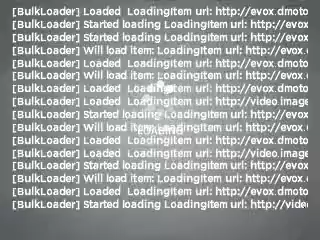 [BulkLoader] Loaded LoadingItem url: http://evox.dmoto
[BulkLoader] Started loading LoadingItem url: http://evox
[BulkLoader] Started loading LoadingItem url: http://evox
[BulkLoader] Will load item: LoadingItem url: http://evox.
[BulkLoader] Loaded LoadingItem url: http://evox.dmoto
[BulkLoader] Will load item: LoadingItem url: http://evox.
[BulkLoader] Loaded LoadingItem url: http://evox.dmoto
[BulkLoader] Loaded LoadingItem url: http://video.image
[BulkLoader] Started loading LoadingItem url: http://evox
[BulkLoader] Will load item: LoadingItem url: http://evox.
LOADING
[BulkLoader] Loaded LoadingItem url: http://evox.dmoto
[BulkLoader] Loaded LoadingItem url: http://video.image
[BulkLoader] Started loading LoadingItem url: http://evox
[BulkLoader] Will load item: LoadingItem url: http://evox.
[BulkLoader] Loaded LoadingItem url: http://evox.dmoto
[BulkLoader] Started loading LoadingItem url: http://vide